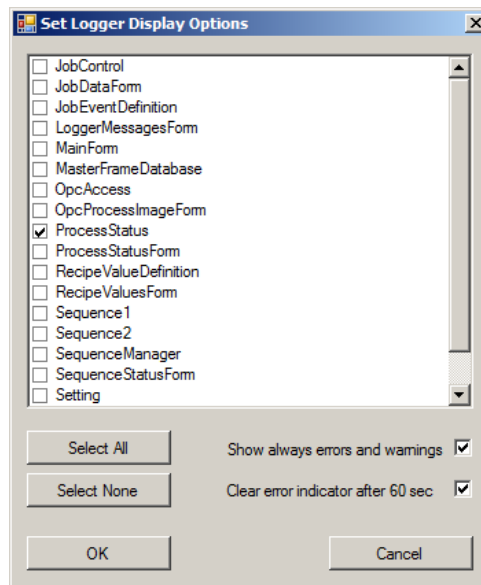 Set Logger Display Options
JobControl
JobDataForm
JobEventDefinition
LoggerMessagesForm
MainForm
MasterFrameDatabase
OpcAccess
OpcProcessImageForm
ProcessStatus
ProcessStatusForm
RecipeValueDefinition
RecipeValuesForm
Sequence1
Sequence2
SequenceManager
SequenceStatusForm
Setting
Select All
Show always errors and warnings
Select None
Clear error indicator after 60 sec
OK
Cancel